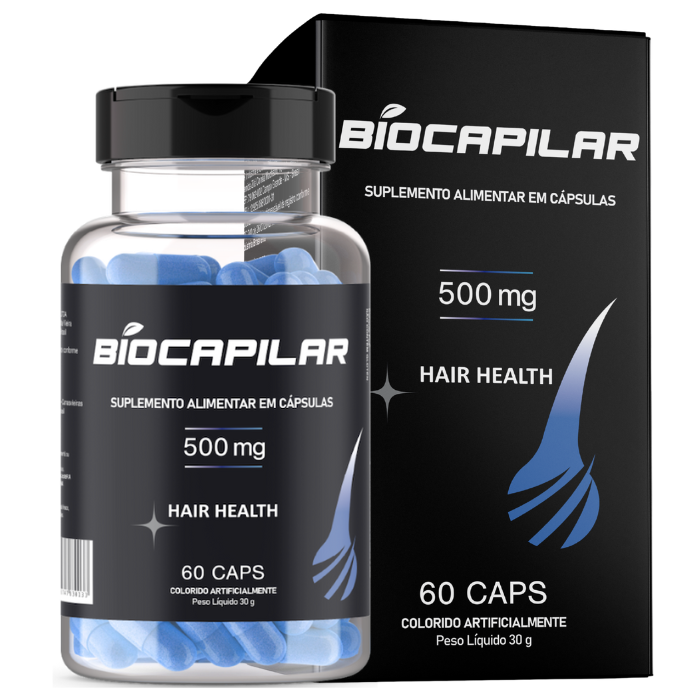 BIOCAPILAR
SUPLEMENTO ALIMENTAR EM CÁPSULAS
500 mg
HAIR HEALTH
60 CAPS
COLORIDO ARTIFICIALMENTE
Peso Líquido 30 g
BIOCAPILAR
SUPLEMENTO ALIMENTAR EM CÁPSULAS
500 mg
HAIR HEALTH
60 CAPS
COLORIDO ARTIFICIALMENTE
Peso Líquido 30 g